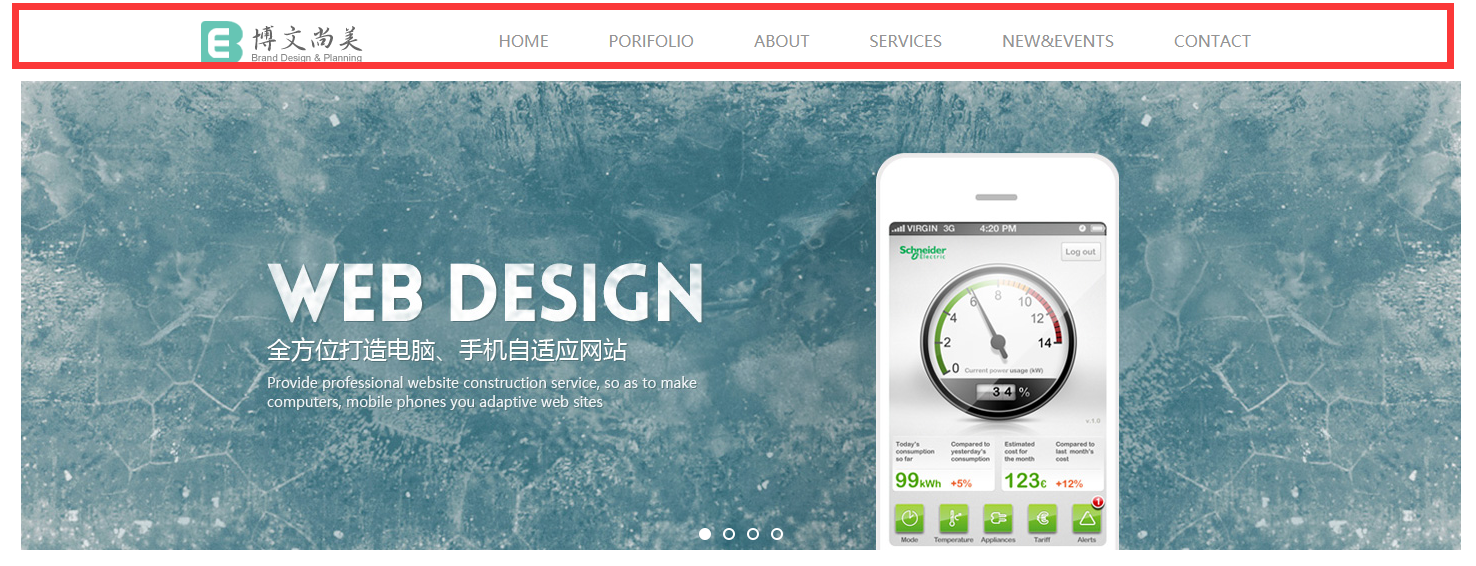 博文尚美
Brand Design & Planning
HOME PORIFOLIO ABOUT SERVICES NEW&EVENTS CONTACT
WEB DESIGN
全方位打造电脑、手机自适应网站
Provide professional website construction service, so as to make
computers, mobile phones you adaptive web sites
VIRGIN 3G 4:20 PM
Schneider
Electric
Log out
0 2 4 6 8 10 12 14
Current power usage (kW)
34 %
v.1.0
Today's
consumption
so far
99kWh
Compared to
yesterday's
consumption
+5%
Estimated
cost for
the month
123€
Compared to
last month's
cost
+12%
1
Mode Temperature Appliances Tariff Alerts